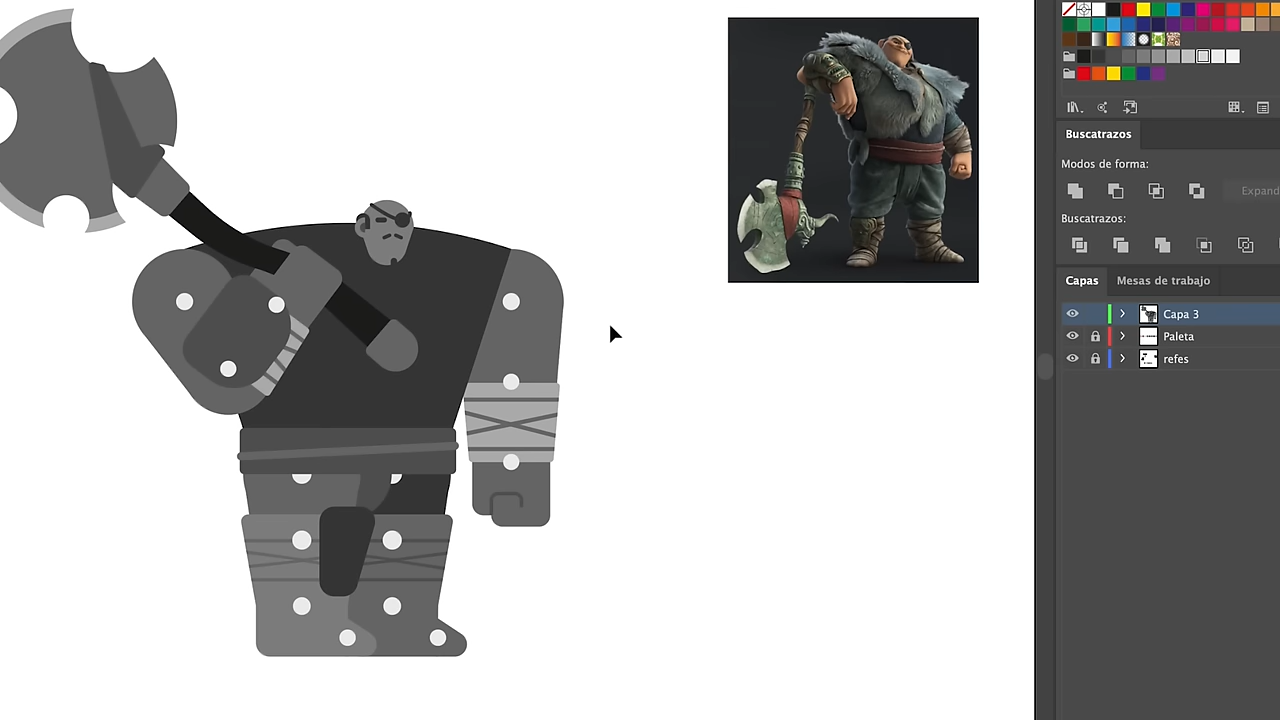 Buscatrazos
Modos de forma:
Expand
Buscatrazos:
Capas
Mesas de trabajo
Capa 3
Paleta
refes